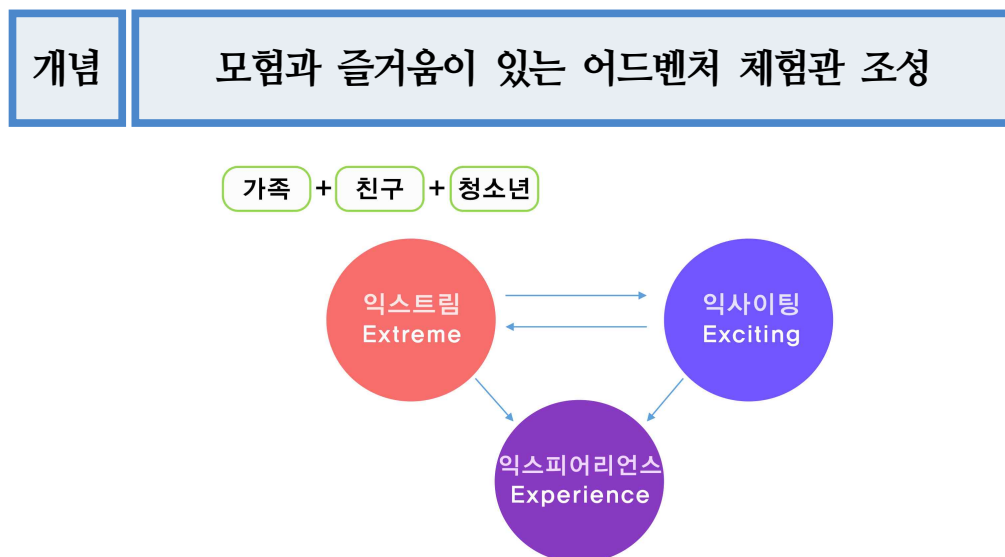 개념
모험과 즐거움이 있는 어드벤처 체험관 조성
가족 + 친구 + 청소년
익스트림
Extreme
익사이팅
Exciting
익스피어리언스
Experience